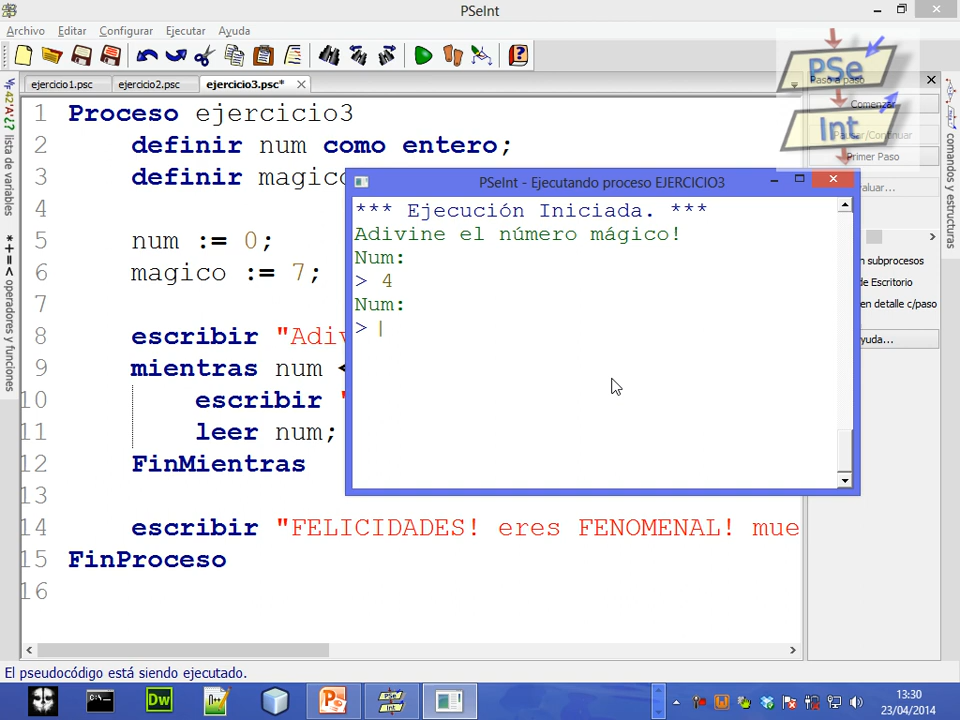 PSeInt
Archivo Editar Configurar Ejecutar Ayuda
ejercicio1.psc ejercicio2.psc ejercicio3.psc*
PSe
Int
Paso a paso
Comenzar
Pausar/Continuar
Primer Paso
...aluar...
n subprocesos
de Escritorio
en detalle c/paso
yuda...
lista de variables
operadores y funciones
comandos y estructuras
1 Proceso ejercicio3
2 definir num como entero;
3 definir magico
4
5 num := 0;
6 magico := 7;
7
8 escribir "Adiv
9 mientras num <
10 escribir "
11 leer num;
12 FinMientras
13
14 escribir "FELICIDADES! eres FENOMENAL! mue
15 FinProceso
16
PSeInt - Ejecutando proceso EJERCICIO3
*** Ejecución Iniciada. ***
Adivine el número mágico!
Num:
> 4
Num:
>
El pseudocódigo está siendo ejecutado.
Dw
13:30
23/04/2014